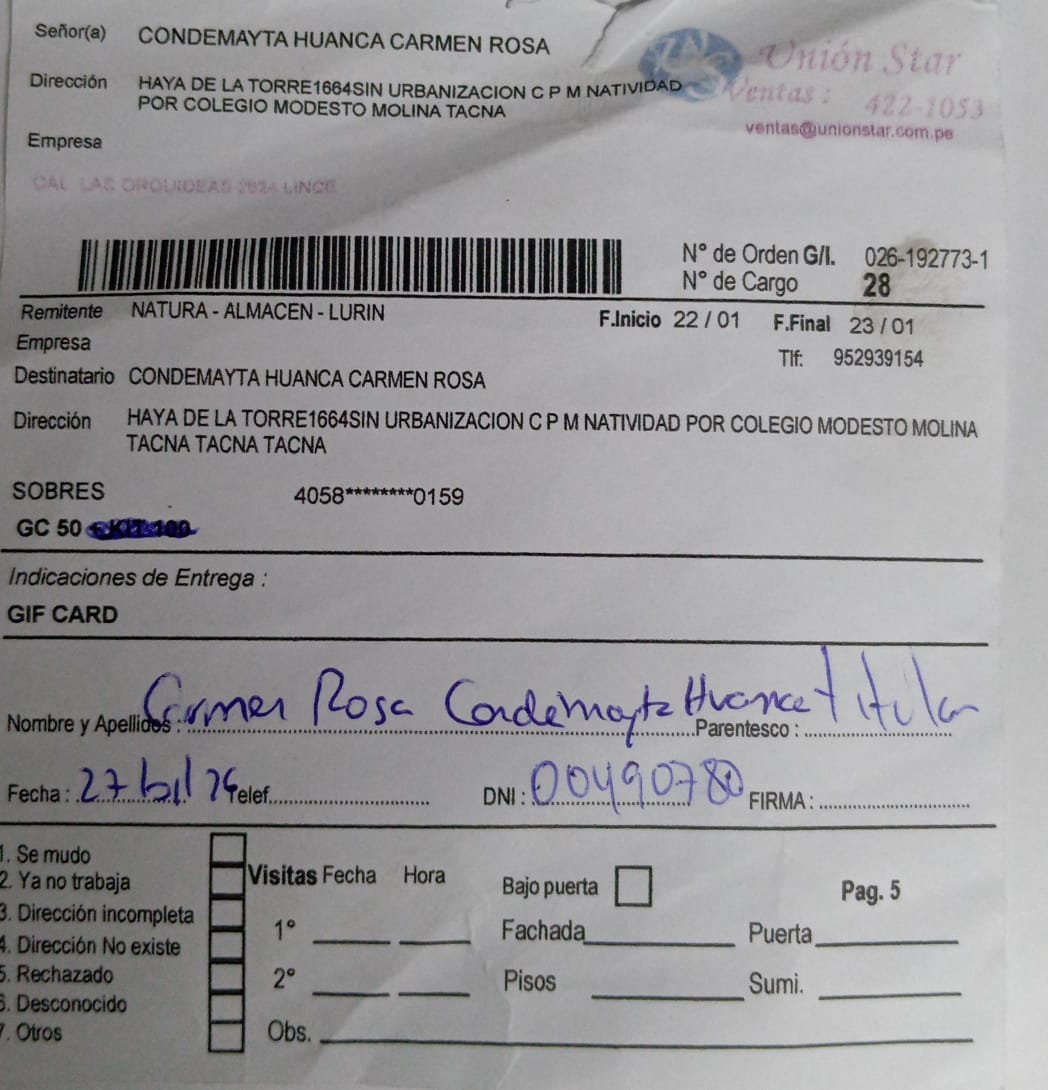 Señor(a) CONDEMAYTA HUANCA CARMEN ROSA
Unión Star
Dirección HAYA DE LA TORRE1664SIN URBANIZACION C P M NATIVIDAD
POR COLEGIO MODESTO MOLINA TACNA
Ventas : 422-1053
ventas@unionstar.com.pe
Empresa
CAL LAS ORQUIDEAS 2624 LINCE
N° de Orden G/I. 026-192773-1
N° de Cargo 28
Remitente NATURA - ALMACEN - LURIN
F.Inicio 22 / 01 F.Final 23 / 01
Empresa
Tlf: 952939154
Destinatario CONDEMAYTA HUANCA CARMEN ROSA
Dirección HAYA DE LA TORRE1664SIN URBANIZACION C P M NATIVIDAD POR COLEGIO MODESTO MOLINA
TACNA TACNA TACNA
SOBRES 4058********0159
GC 50
Indicaciones de Entrega :
GIF CARD
Nombre y Apellidos : Carmen Rosa Condemayta Huanca Parentesco : titular
Fecha : 27 Telef. DNI : 00490780 FIRMA :
1. Se mudo
2. Ya no trabaja
3. Dirección incompleta
4. Dirección No existe
5. Rechazado
6. Desconocido
7. Otros
Visitas Fecha Hora
1°
2°
Obs.
Bajo puerta
Pag. 5
Fachada Puerta
Pisos Sumi.